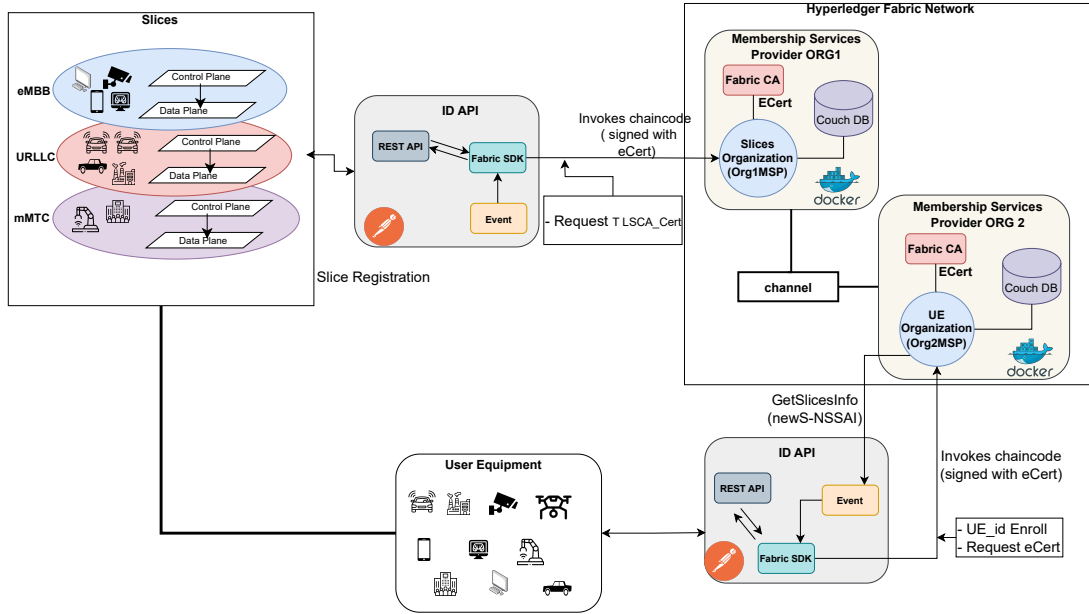 Slices
eMBB
Control Plane
Data Plane
URLLC
Control Plane
Data Plane
mMTC
Control Plane
Data Plane
Slice Registration
ID API
REST API
Fabric SDK
Event
Invokes chaincode
( signed with
eCert)
- Request T LSCA_Cert
Hyperledger Fabric Network
Membership Services
Provider ORG1
Fabric CA
ECert
Couch DB
Slices
Organization
(Org1MSP)
docker
channel
Membership Services
Provider ORG 2
Fabric CA
ECert
Couch DB
UE
Organization
(Org2MSP)
docker
GetSlicesInfo
(newS-NSSAI)
ID API
REST API
Event
Fabric SDK
Invokes chaincode
(signed with eCert)
- UE_id Enroll
- Request eCert
User Equipment